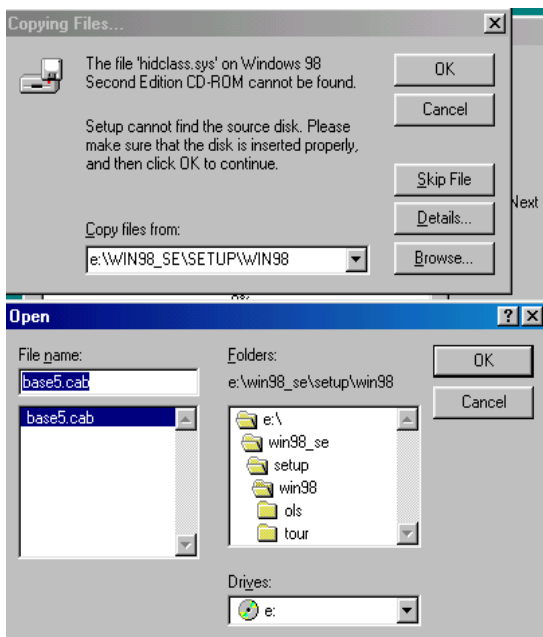 Copying Files...
The file 'hidclass.sys' on Windows 98
Second Edition CD-ROM cannot be found.
Setup cannot find the source disk. Please
make sure that the disk is inserted properly,
and then click OK to continue.
Copy files from:
e:\WIN98_SE\SETUP\WIN98
OK
Cancel
Skip File
Details...
Browse...
Next
Open
File name:
base5.cab
base5.cab
Folders:
e:\win98_se\setup\win98
e:\
win98_se
setup
win98
ols
tour
Drives:
e:
OK
Cancel